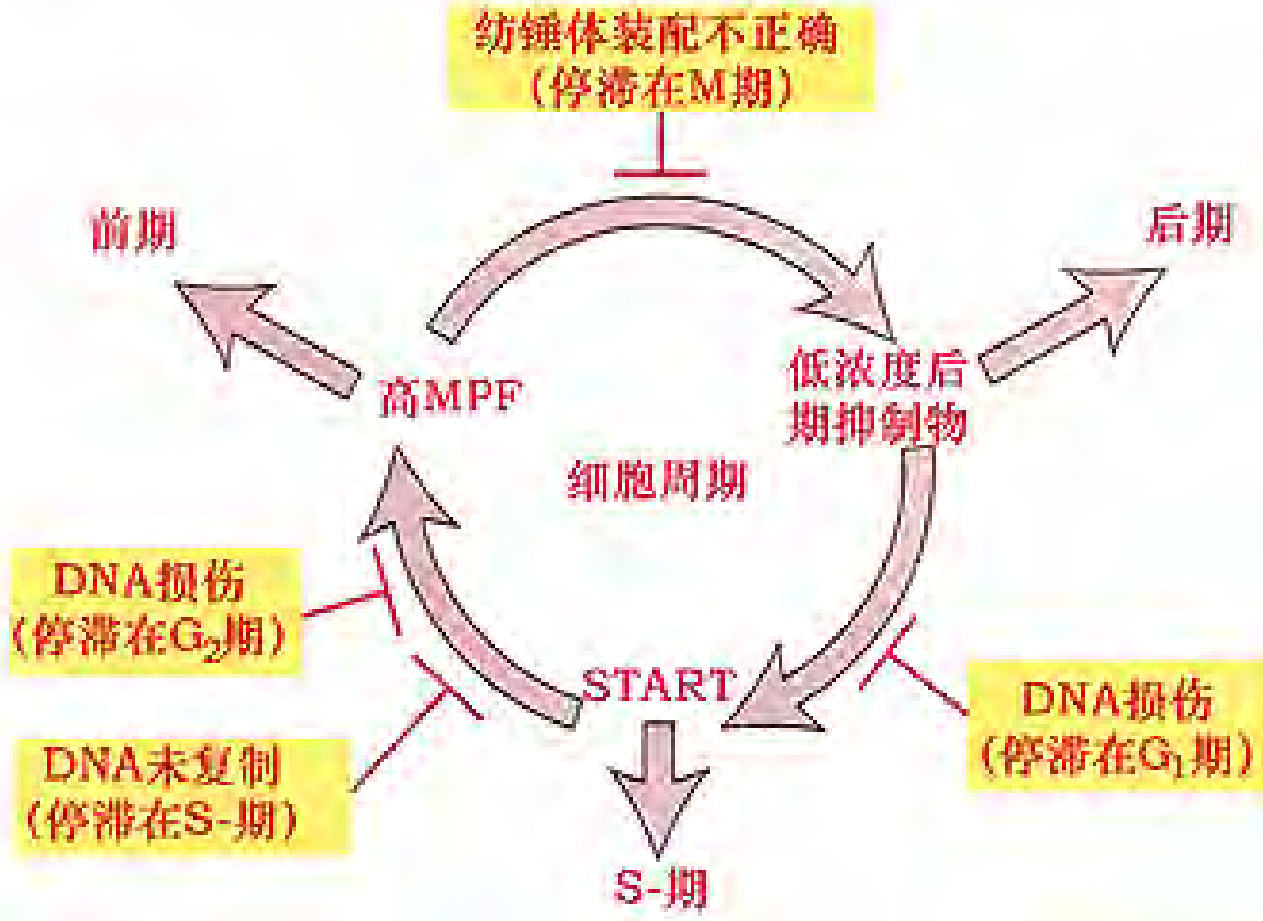 纺锤体装配不正确
(停滞在M期)
前期
后期
高MPF
低浓度后
期抑制物
细胞周期
DNA损伤
(停滞在G₂期)
START
DNA损伤
(停滞在G₁期)
DNA未复制
(停滞在S-期)
S-期